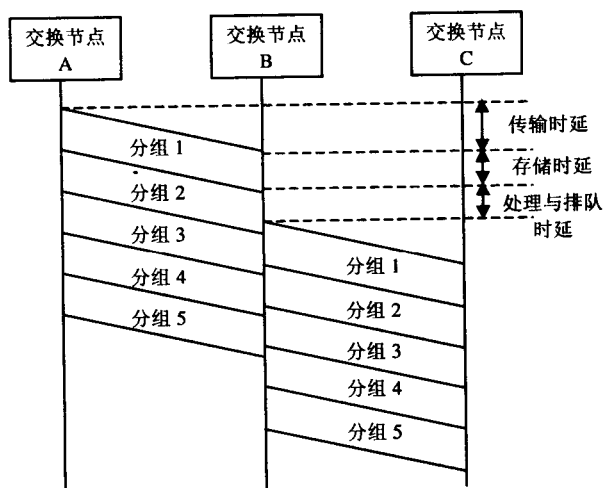 交换节点
A
交换节点
B
交换节点
C
传输时延
存储时延
处理与排队
时延
分组 1
分组 2
分组 3
分组 4
分组 5
分组 1
分组 2
分组 3
分组 4
分组 5